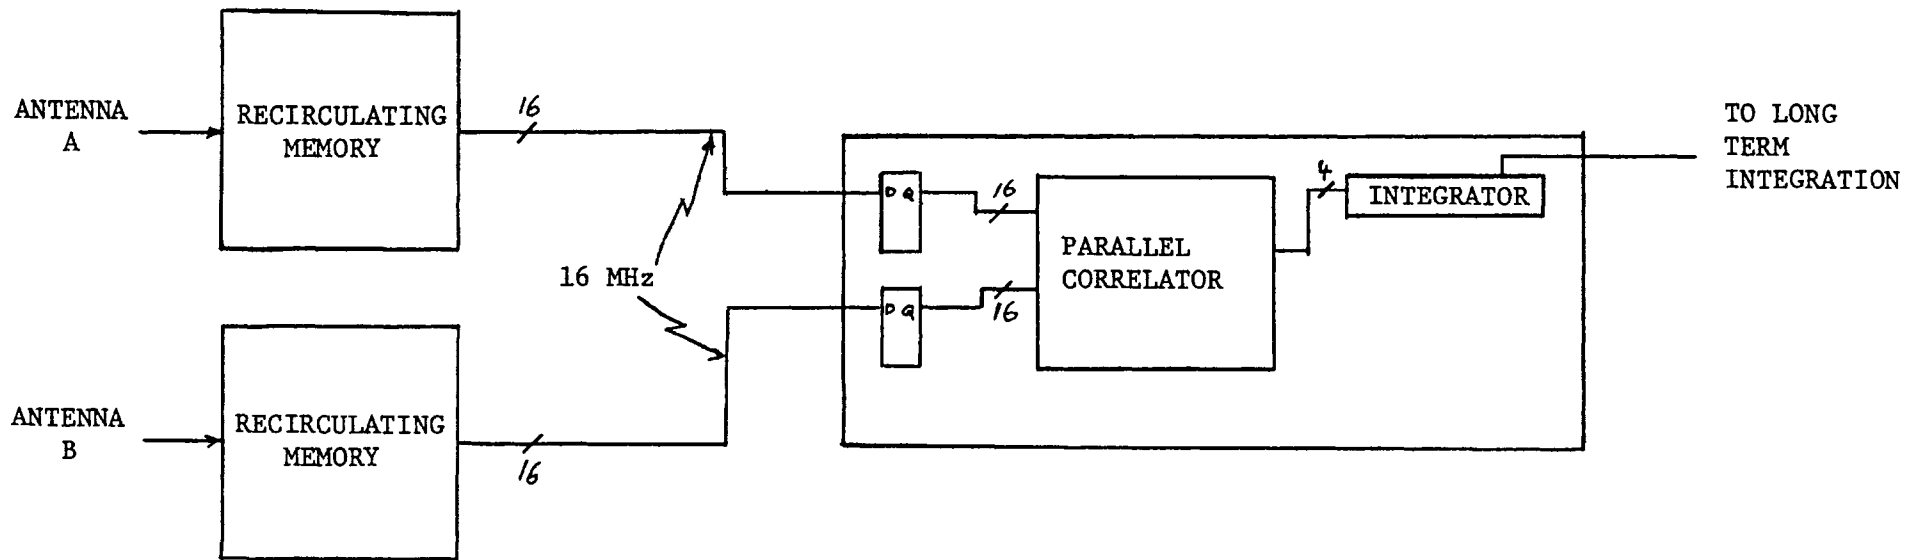 ANTENNA
A
RECIRCULATING
MEMORY
16
16 MHz
D Q
16
PARALLEL
CORRELATOR
4
INTEGRATOR
TO LONG
TERM
INTEGRATION
D Q
16
ANTENNA
B
RECIRCULATING
MEMORY
16